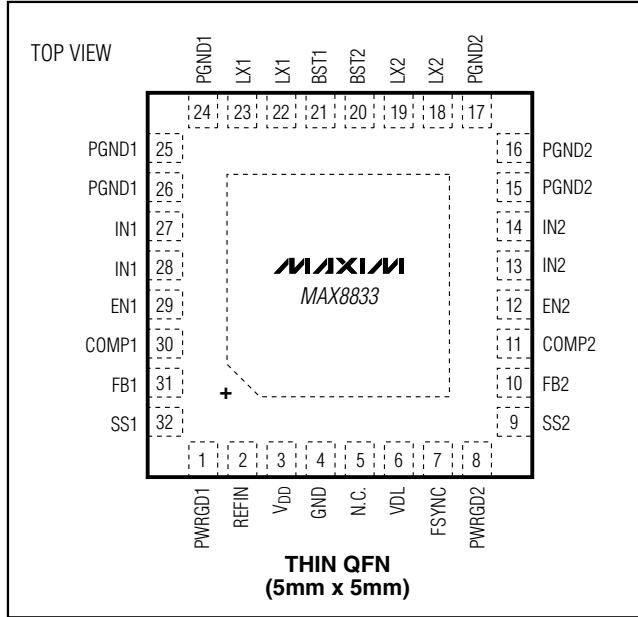 TOP VIEW
PGND1 LX1 LX1 BST1 BST2 LX2 LX2 PGND2
24 23 22 21 20 19 18 17
PGND1 25 16 PGND2
PGND1 26 15 PGND2
IN1 27 14 IN2
IN1 28 13 IN2
MAXIM
MAX8833
EN1 29 12 EN2
COMP1 30 11 COMP2
FB1 31 10 FB2
+
SS1 32 9 SS2
1 2 3 4 5 6 7 8
PWRGD1 REFIN VDD GND N.C. VDL FSYNC PWRGD2
THIN QFN
(5mm x 5mm)